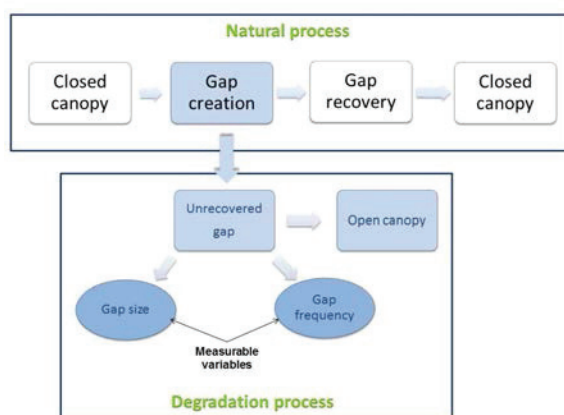 Natural process
Closed
canopy
Gap
creation
Gap
recovery
Closed
canopy
Unrecovered
gap
Open canopy
Gap size
Gap
frequency
Measurable
variables
Degradation process